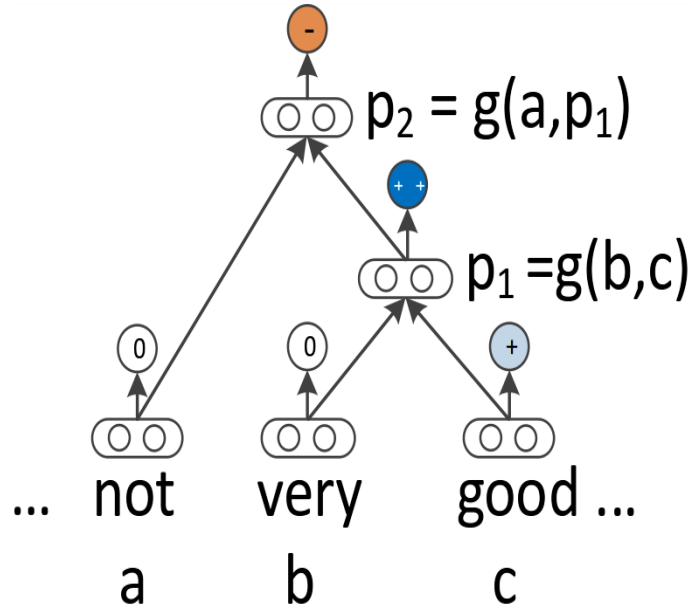 -
p₂ = g(a,p₁)
+ +
p₁ =g(b,c)
0 0 +
... not very good ...
a b c